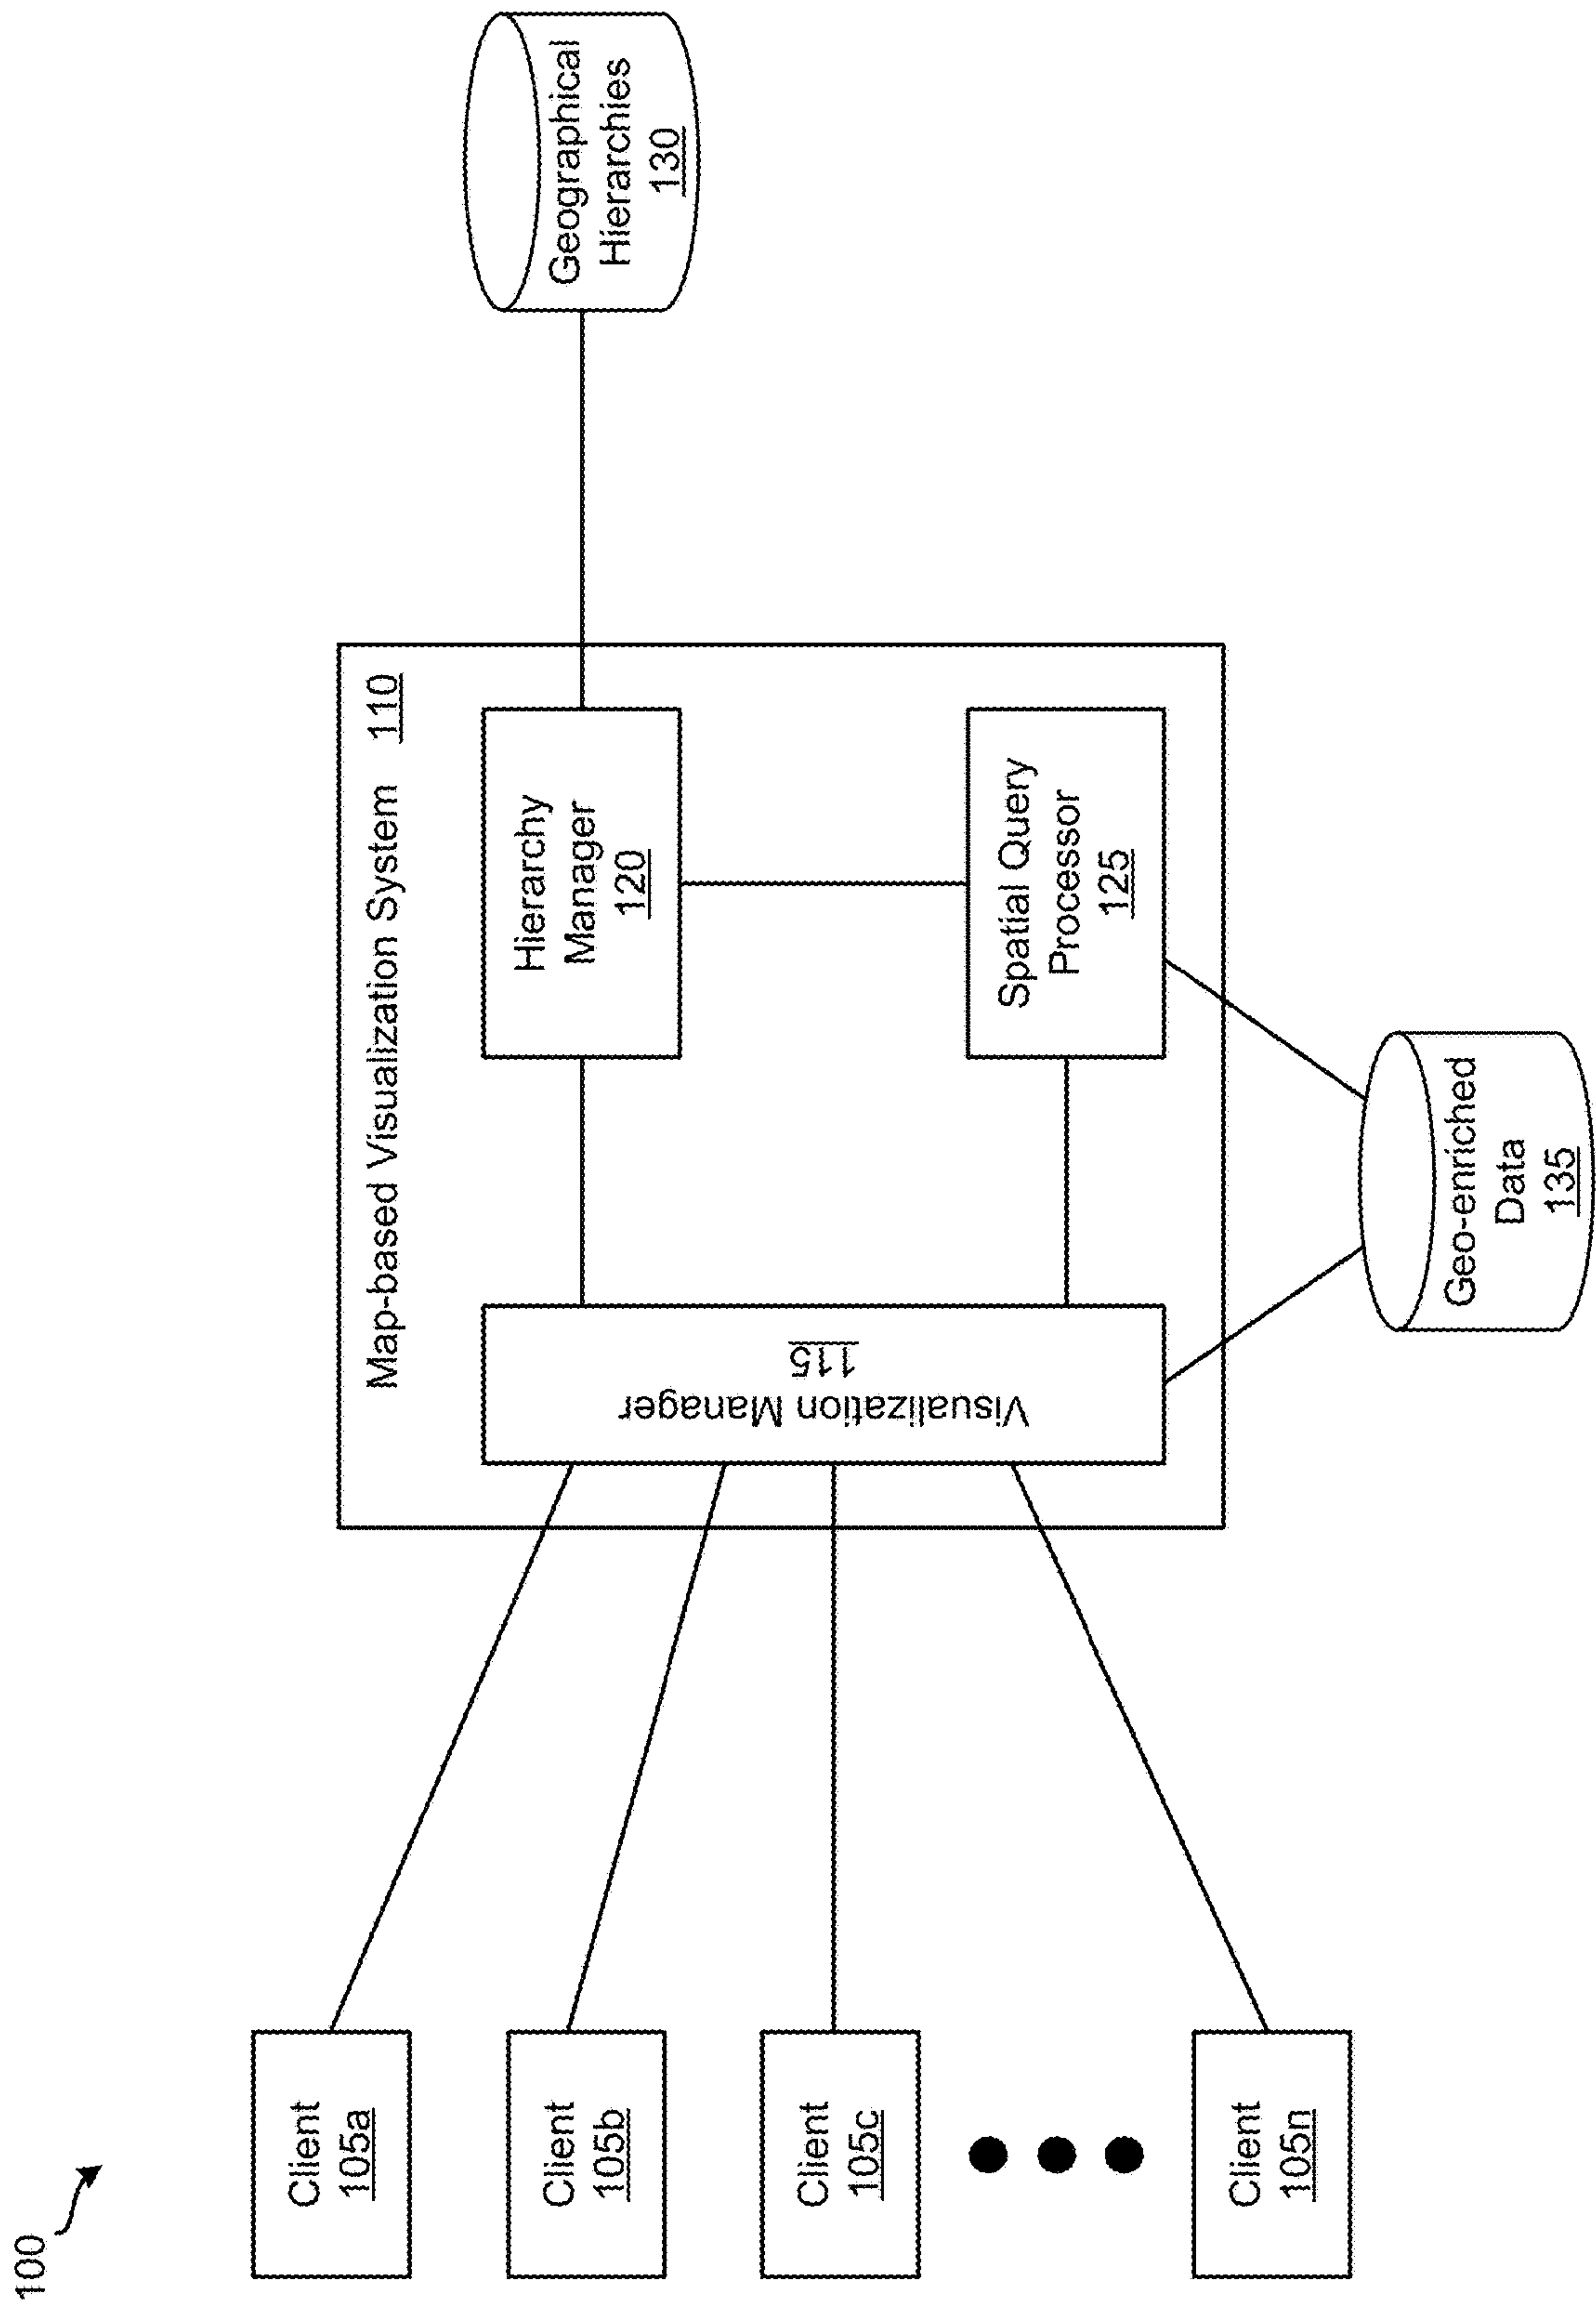 100
Client
105a
Client
105b
Client
105c
Client
105n
Map-based Visualization System 110
Visualization Manager
115
Hierarchy
Manager
120
Spatial Query
Processor
125
Geographical
Hierarchies
130
Geo-enriched
Data
135